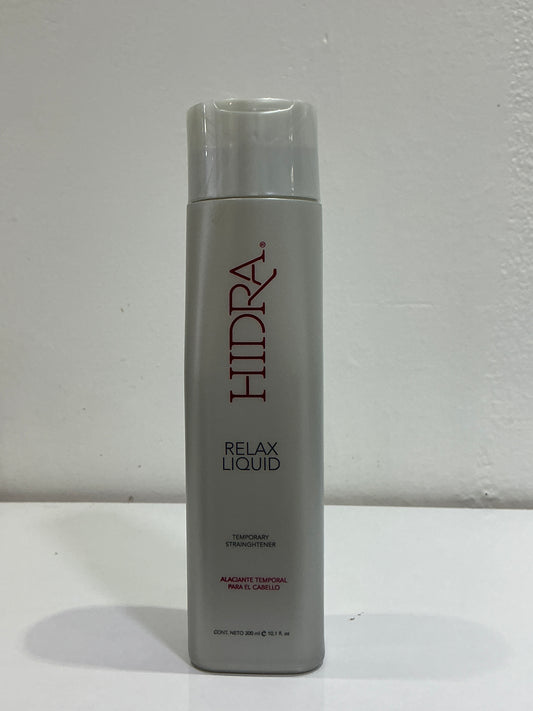 HIDRA®
RELAX
LIQUID
TEMPORARY
STRAINGHTENER
ALACIANTE TEMPORAL
PARA EL CABELLO
CONT. NETO 300 ml ℮ 10,1 fl. oz